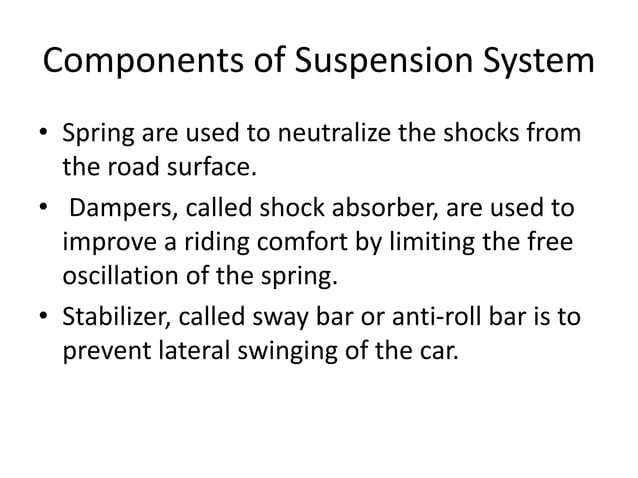 Components of Suspension System
• Spring are used to neutralize the shocks from
the road surface.
• Dampers, called shock absorber, are used to
improve a riding comfort by limiting the free
oscillation of the spring.
• Stabilizer, called sway bar or anti-roll bar is to
prevent lateral swinging of the car.